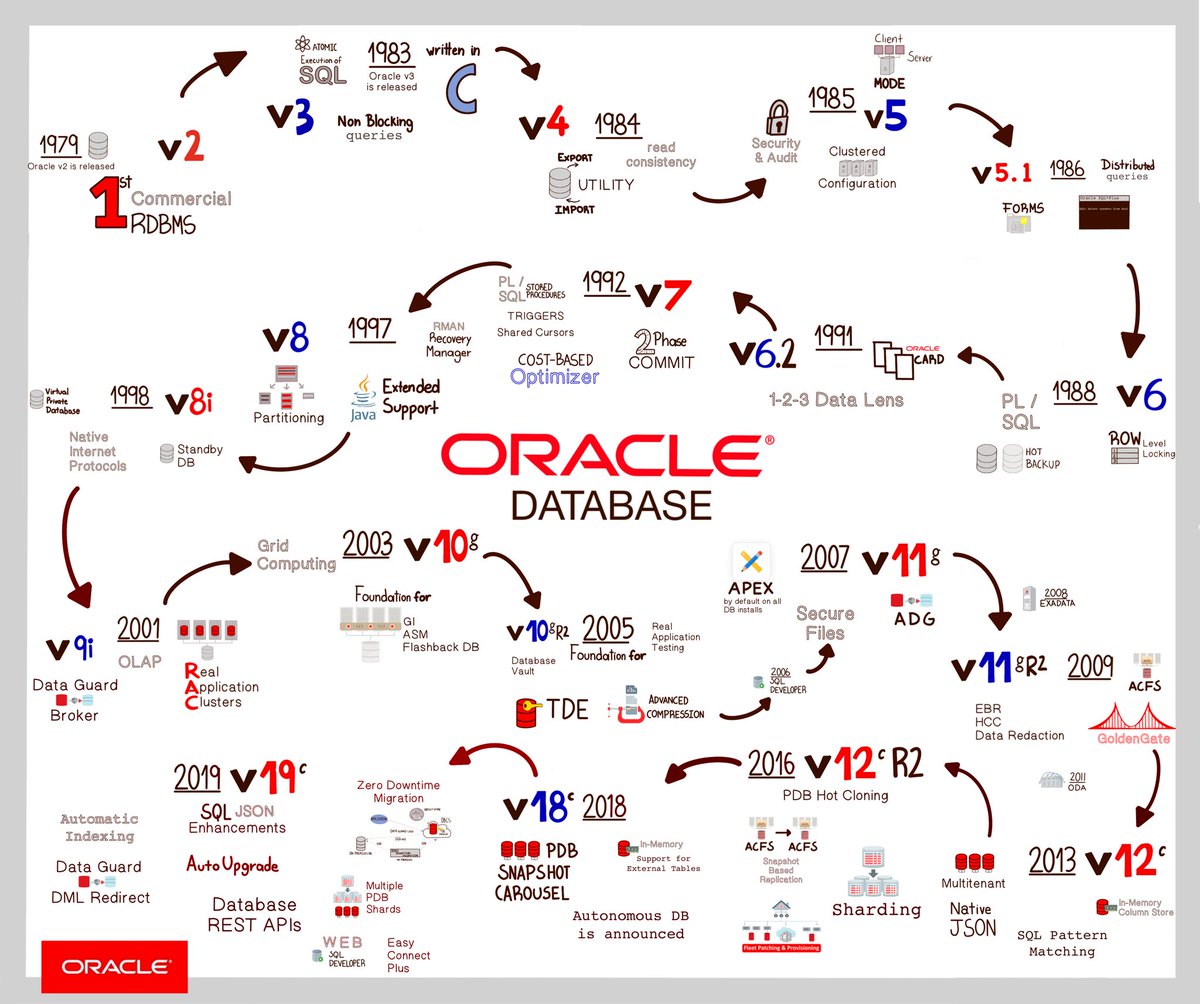 1979
Oracle v2 is released
v2
1st
Commercial
RDBMS
ATOMIC
Execution of
SQL
1983
Oracle v3
is released
written in
C
v3
Non Blocking
queries
v4
1984
read
consistency
EXPORT
UTILITY
IMPORT
Client
Server
MODE
1985
v5
Security
& Audit
Clustered
V A X
Configuration
v5.1
1986
Distributed
queries
FORMS
v6
1988
PL /
SQL
HOT
BACKUP
ROW Level
Locking
v6.2
1991
ORACLE
CARD
1-2-3 Data Lens
1992
v7
PL /
SQL
STORED
PROCEDURES
TRIGGERS
Shared Cursors
COST-BASED
Optimizer
2 Phase
COMMIT
RMAN
Recovery
Manager
v8
1997
Partitioning
Java
Extended
Support
1998
v8i
Virtual
Private
Database
Native
Internet
Protocols
Standby
DB
ORACLE®
DATABASE
v9i
2001
OLAP
Data Guard
Broker
Real
Application
Clusters
Grid
Computing
2003
v10g
Foundation for
GI
ASM
Flashback DB
v10gR2
2005
Database
Vault
Foundation for
Real
Application
Testing
TDE
ADVANCED
COMPRESSION
2006
SQL
DEVELOPER
APEX
by default on all
DB installs
2007
v11g
Secure
Files
ADG
2008
EXADATA
v11gR2
2009
ACFS
EBR
HCC
Data Redaction
GoldenGate
2011
ODA
2013
v12c
Multitenant
Native
JSON
In-Memory
Column Store
SQL Pattern
Matching
2016
v12c R2
PDB Hot Cloning
ACFS
ACFS
Snapshot
Based
Replication
Sharding
Fleet Patching & Provisioning
v18c
2018
PDB
SNAPSHOT
CAROUSEL
In-Memory
Support for
External Tables
Autonomous DB
is announced
2019
v19c
SQL JSON
Enhancements
Automatic
Indexing
AutoUpgrade
Data Guard
DML Redirect
Database
REST APIs
Zero Downtime
Migration
Multiple
PDB
Shards
WEB
SQL
DEVELOPER
Easy
Connect
Plus
ORACLE®